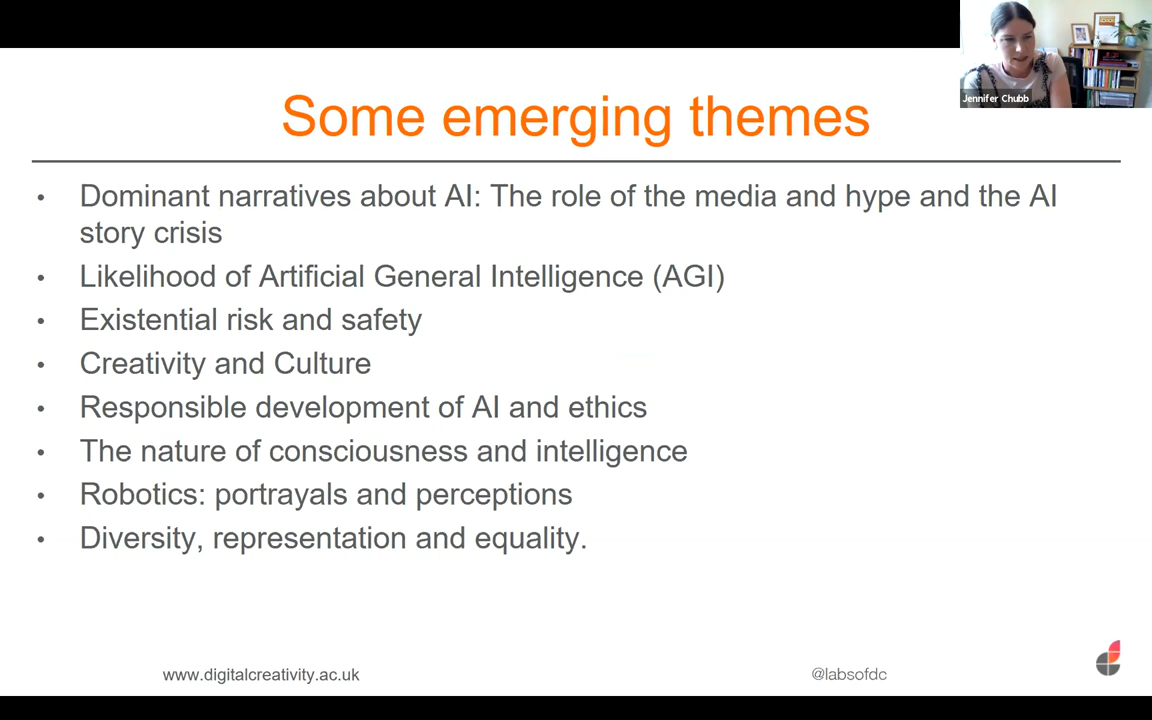 Jennifer Chubb
Some emerging themes
• Dominant narratives about AI: The role of the media and hype and the AI
story crisis
• Likelihood of Artificial General Intelligence (AGI)
• Existential risk and safety
• Creativity and Culture
• Responsible development of AI and ethics
• The nature of consciousness and intelligence
• Robotics: portrayals and perceptions
• Diversity, representation and equality.
www.digitalcreativity.ac.uk
@labsofdc